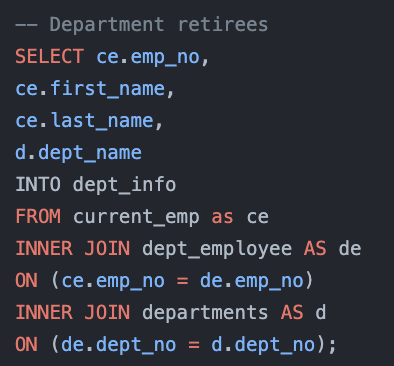 -- Department retirees
SELECT ce.emp_no,
ce.first_name,
ce.last_name,
d.dept_name
INTO dept_info
FROM current_emp as ce
INNER JOIN dept_employee AS de
ON (ce.emp_no = de.emp_no)
INNER JOIN departments AS d
ON (de.dept_no = d.dept_no);